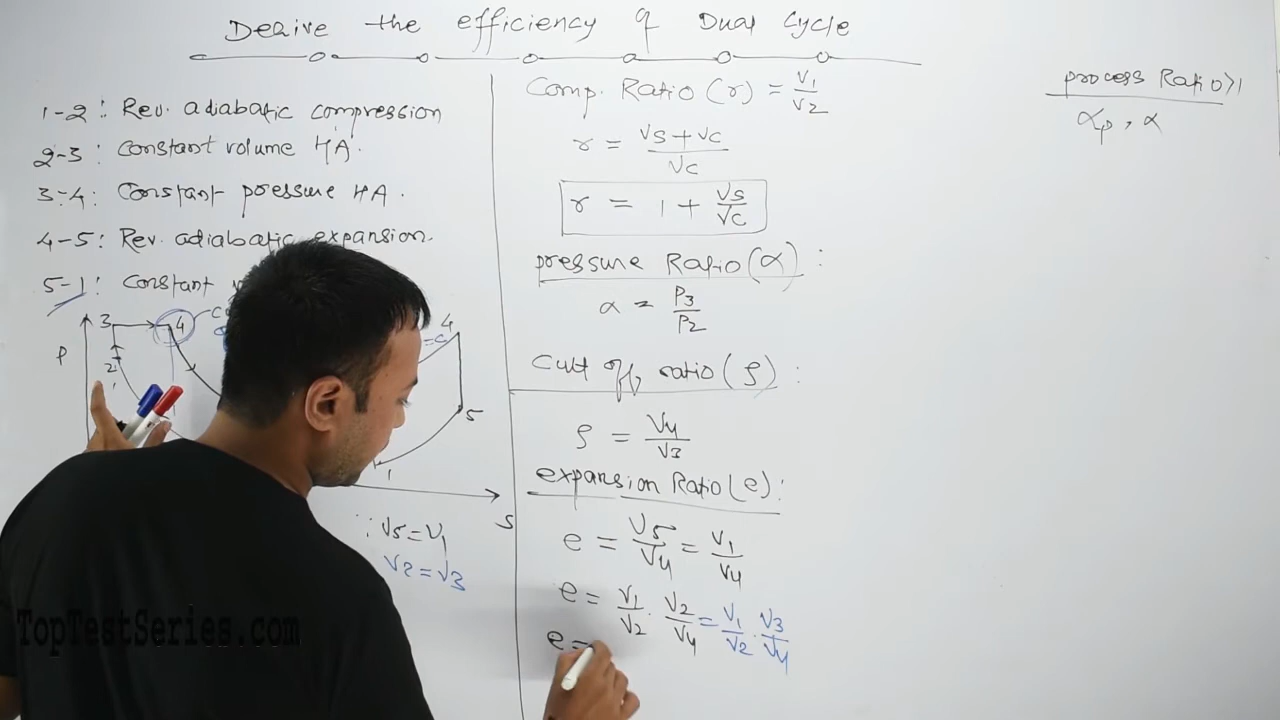 Derive the efficiency of Dual Cycle
1-2 : Rev. adiabatic compression
2-3 : Constant volume HA.
3-4 : Constant pressure HA.
4-5 : Rev. adiabatic expansion.
5-1 : Constant
P
3
4
2
1
4
=C
5
1
S
∵ V5 = V1
V2 = V3
Comp. Ratio (r) = V1/V2
r = Vs + Vc / Vc
r = 1 + Vs/Vc
pressure Ratio (α) :
α = P3/P2
Cut off ratio (ρ) :
ρ = V4/V3
expansion Ratio (e) :
e = V5/V4 = V1/V4
e = V1/V2 . V2/V4 = V1/V2 . V3/V4
e =
process Ratio > 1
αp , α
TopTestSeries.com